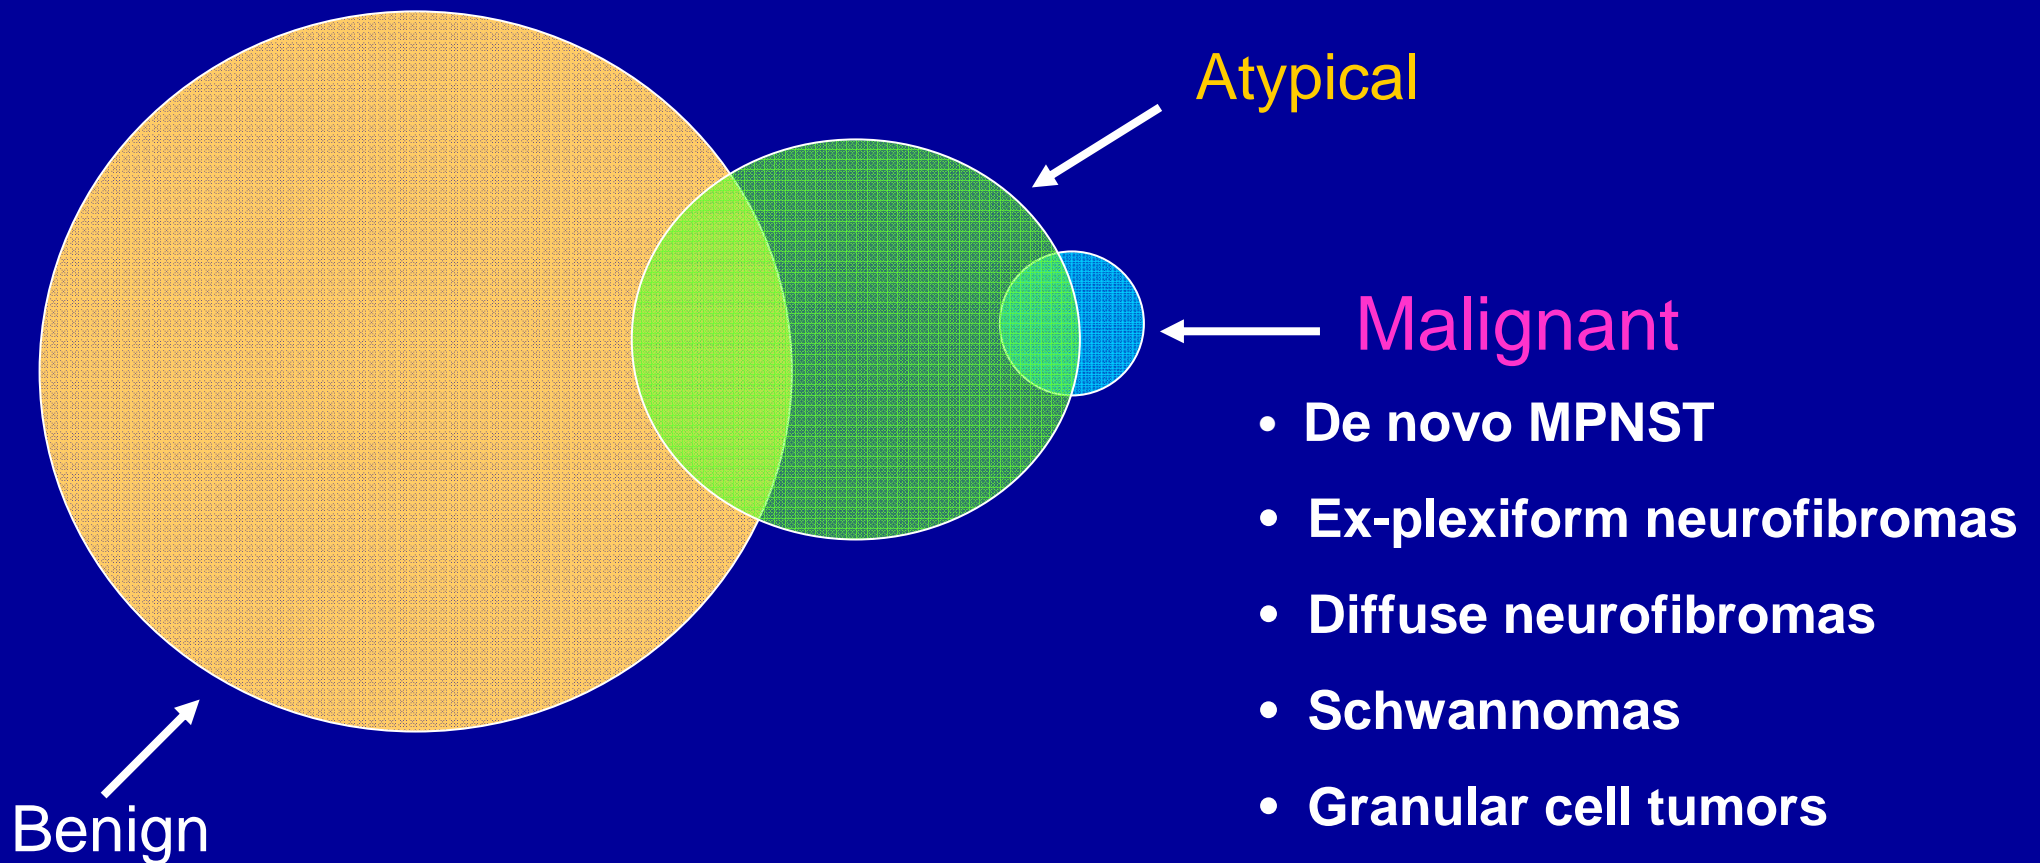 Atypical
Malignant
• De novo MPNST
• Ex-plexiform neurofibromas
• Diffuse neurofibromas
• Schwannomas
• Granular cell tumors
Benign